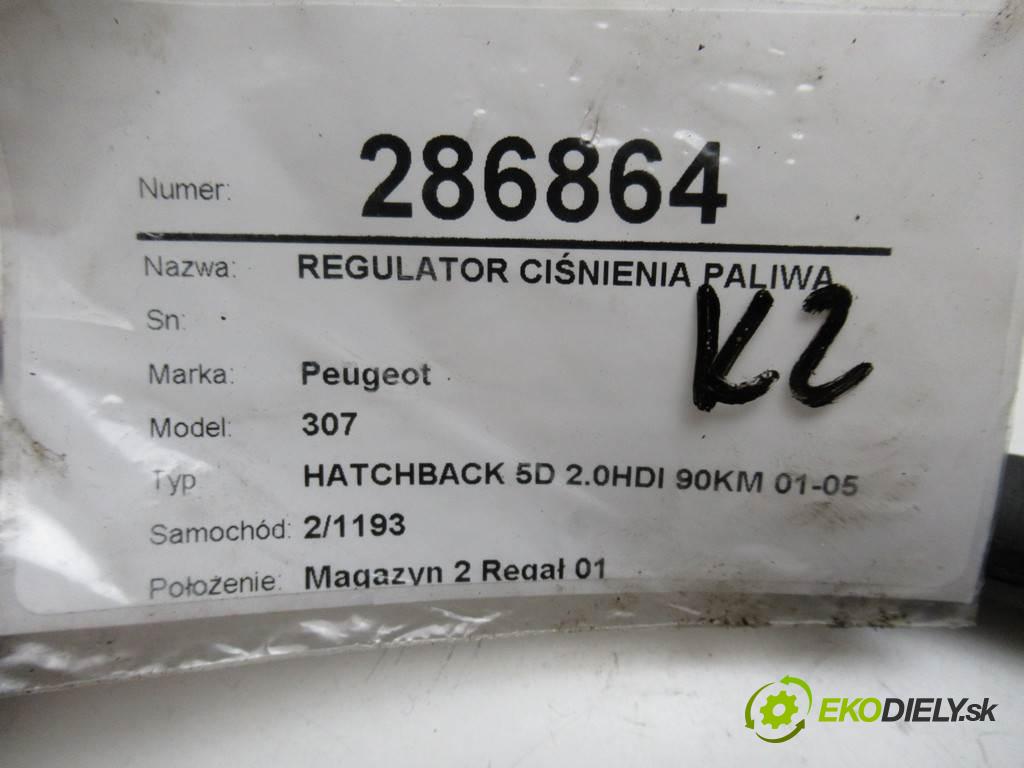 Numer: 286864
Nazwa: REGULATOR CIŚNIENIA PALIWA
K2
Sn:
Marka: Peugeot
Model: 307
Typ HATCHBACK 5D 2.0HDI 90KM 01-05
Samochód: 2/1193
Położenie: Magazyn 2 Regał 01
EKODIELY.sk